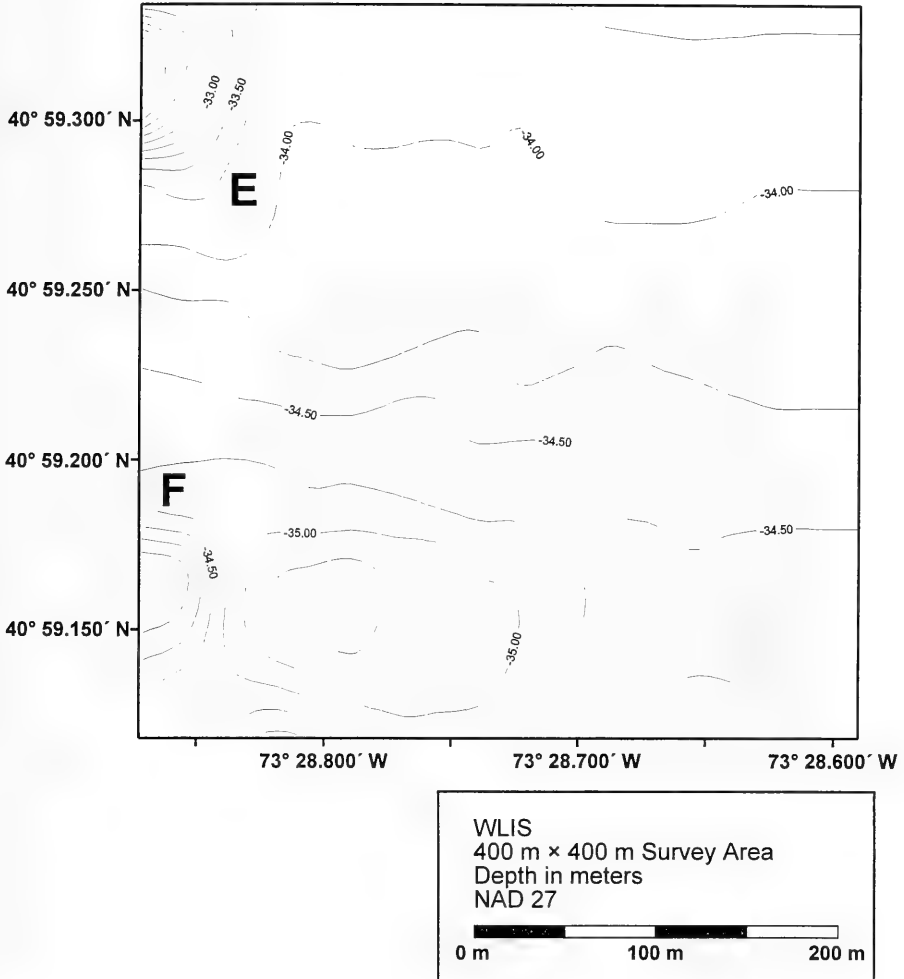 -33.00
-33.50
40° 59.300´ N
-34.00
-34.00
E
-34.00
40° 59.250´ N
-34.50
-34.50
40° 59.200´ N
F
-35.00
-34.50
-34.50
40° 59.150´ N
-35.00
73° 28.800´ W
73° 28.700´ W
73° 28.600´ W
WLIS
400 m × 400 m Survey Area
Depth in meters
NAD 27
0 m
100 m
200 m